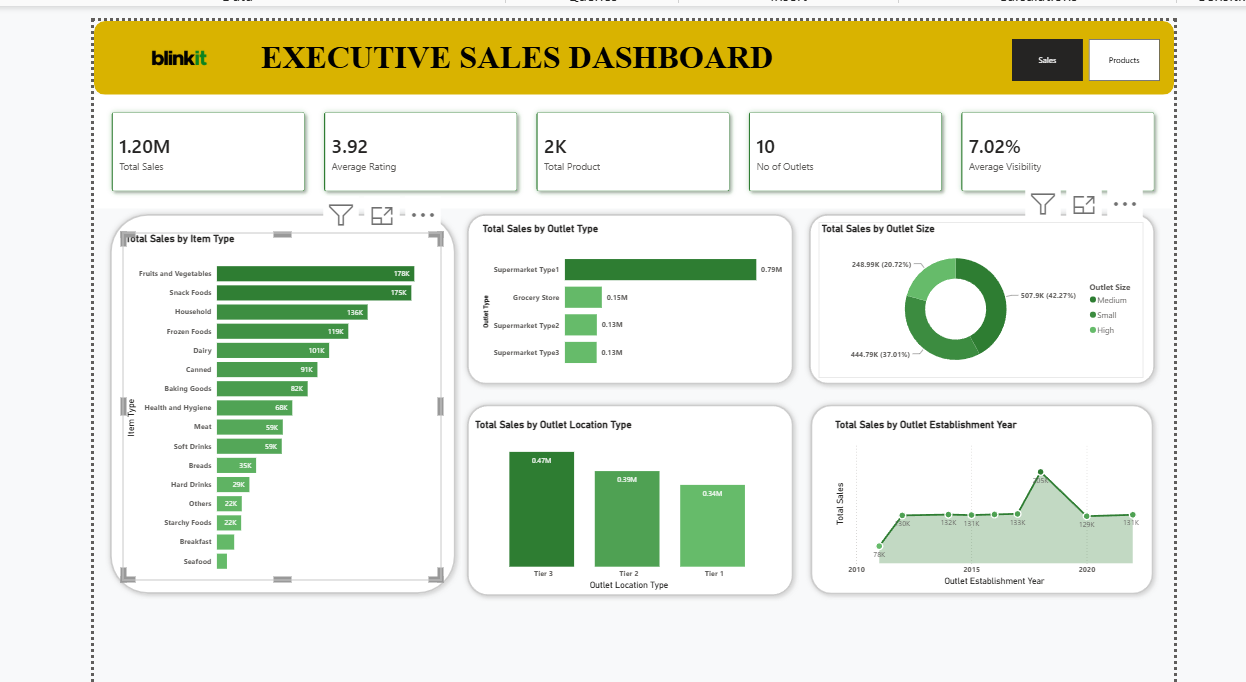 blinkit
EXECUTIVE SALES DASHBOARD
Sales
Products
1.20M
Total Sales
3.92
Average Rating
2K
Total Product
10
No of Outlets
7.02%
Average Visibility
Total Sales by Item Type
Item Type
Fruits and Vegetables 178K
Snack Foods 175K
Household 136K
Frozen Foods 119K
Dairy 101K
Canned 91K
Baking Goods 82K
Health and Hygiene 68K
Meat 59K
Soft Drinks 59K
Breads 35K
Hard Drinks 29K
Others 22K
Starchy Foods 22K
Breakfast
Seafood
Total Sales by Outlet Type
Outlet Type
Supermarket Type1 0.79M
Grocery Store 0.15M
Supermarket Type2 0.13M
Supermarket Type3 0.13M
Total Sales by Outlet Size
248.99K (20.72%)
507.9K (42.27%)
444.79K (37.01%)
Outlet Size
Medium
Small
High
Total Sales by Outlet Location Type
0.47M
0.39M
0.34M
Tier 3 Tier 2 Tier 1
Outlet Location Type
Total Sales by Outlet Establishment Year
Total Sales
78K
132K
131K
133K
129K
131K
2010 2015 2020
Outlet Establishment Year